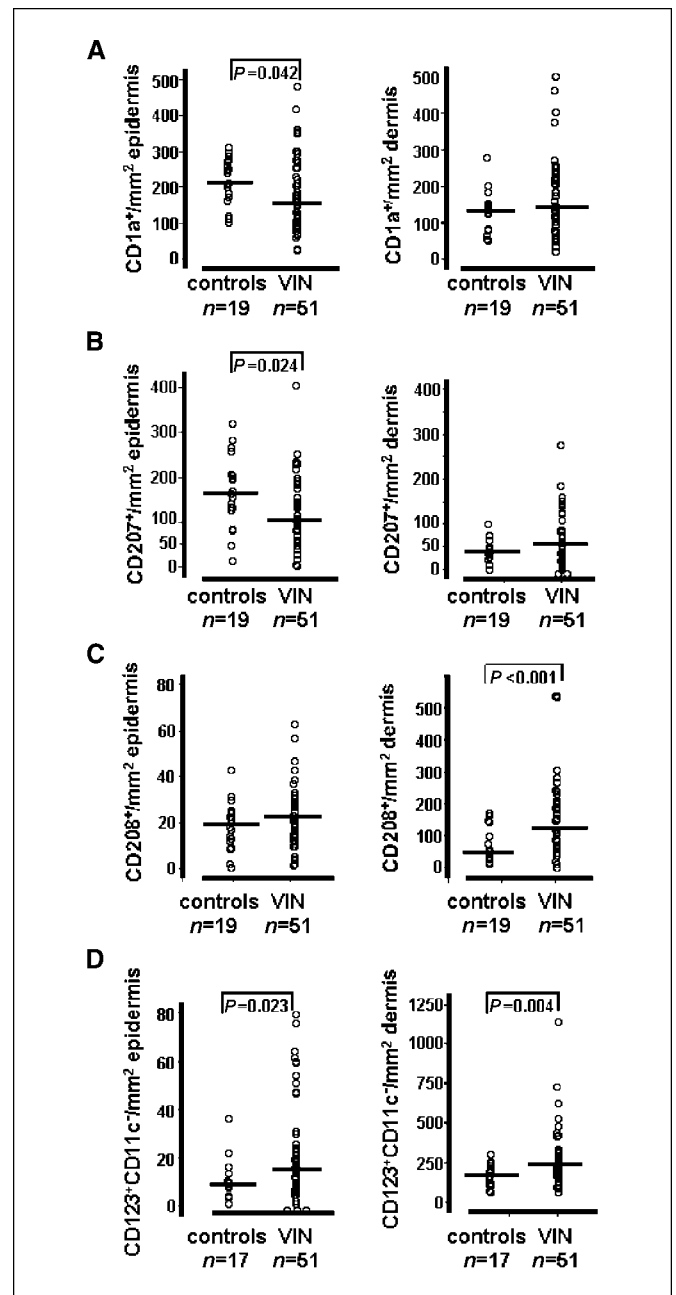 A
P=0.042
CD1a⁺/mm² epidermis
500
400
300
200
100
0
controls VIN
n=19 n=51
CD1a⁺/mm² dermis
500
400
300
200
100
0
controls VIN
n=19 n=51
B
P=0.024
CD207⁺/mm² epidermis
400
300
200
100
50
0
controls VIN
n=19 n=51
CD207⁺/mm² dermis
400
300
200
100
50
0
controls VIN
n=19 n=51
C
CD208⁺/mm² epidermis
80
60
40
20
0
controls VIN
n=19 n=51
P<0.001
CD208⁺/mm² dermis
500
400
300
200
100
0
controls VIN
n=19 n=51
D
P=0.023
CD123⁺CD11c⁻/mm² epidermis
80
60
40
20
0
controls VIN
n=17 n=51
P=0.004
CD123⁺CD11c⁻/mm² dermis
1250
1000
750
500
250
0
controls VIN
n=17 n=51